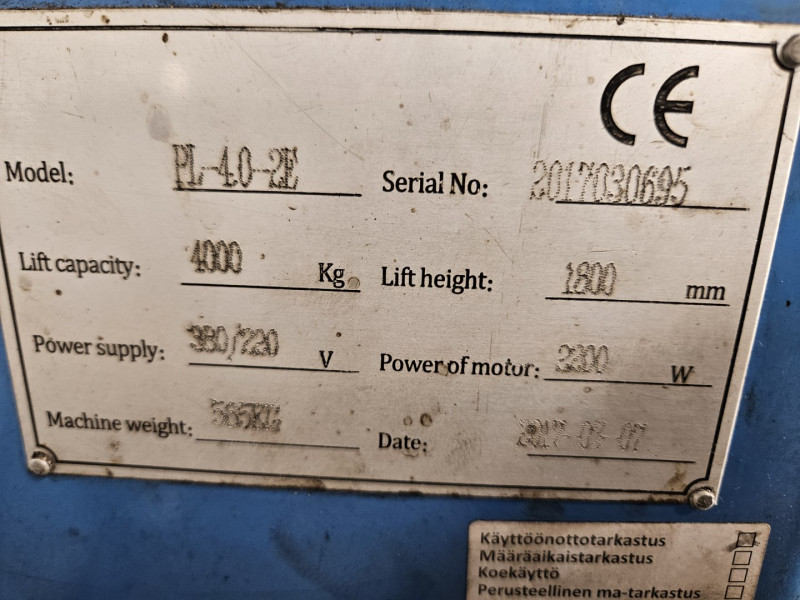 CE
Model: PL-4.0-2E Serial No: 2017030695
Lift capacity: 4000 Kg Lift height: 1800 mm
Power supply: 380/220 V Power of motor: 2200 W
Machine weight: 565KG Date: 2017-03-07
Käyttöönottotarkastus
Määräaikaistarkastus
Koekäyttö
Perusteellinen ma-tarkastus